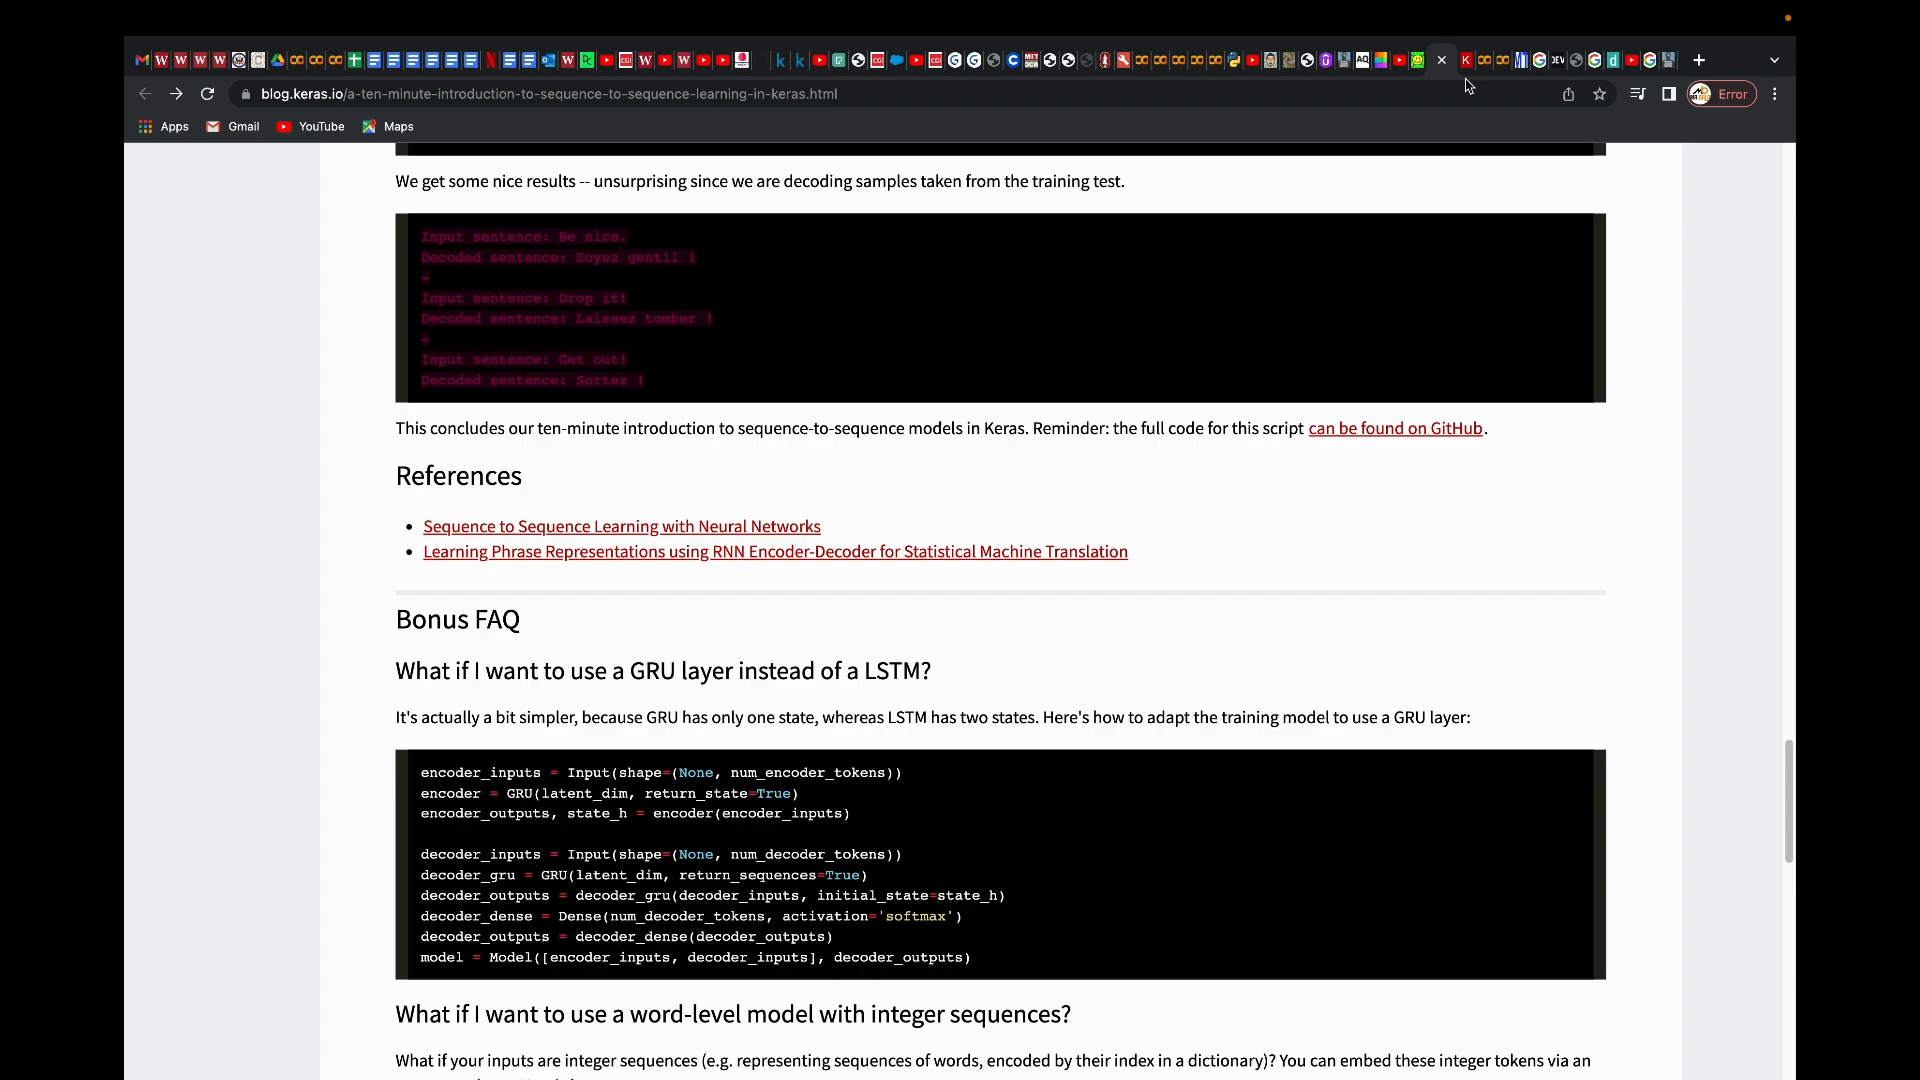 blog.keras.io/a-ten-minute-introduction-to-sequence-to-sequence-learning-in-keras.html
Error
Apps
Gmail
YouTube
Maps
We get some nice results -- unsurprising since we are decoding samples taken from the training test.
Input sentence: Be nice.
Decoded sentence: Soyez gentil !
-
Input sentence: Drop it!
Decoded sentence: Laissez tomber !
-
Input sentence: Get out!
Decoded sentence: Sortez !
This concludes our ten-minute introduction to sequence-to-sequence models in Keras. Reminder: the full code for this script can be found on GitHub.
References
• Sequence to Sequence Learning with Neural Networks
• Learning Phrase Representations using RNN Encoder-Decoder for Statistical Machine Translation
Bonus FAQ
What if I want to use a GRU layer instead of a LSTM?
It's actually a bit simpler, because GRU has only one state, whereas LSTM has two states. Here's how to adapt the training model to use a GRU layer:
encoder_inputs = Input(shape=(None, num_encoder_tokens))
encoder = GRU(latent_dim, return_state=True)
encoder_outputs, state_h = encoder(encoder_inputs)
decoder_inputs = Input(shape=(None, num_decoder_tokens))
decoder_gru = GRU(latent_dim, return_sequences=True)
decoder_outputs = decoder_gru(decoder_inputs, initial_state=state_h)
decoder_dense = Dense(num_decoder_tokens, activation='softmax')
decoder_outputs = decoder_dense(decoder_outputs)
model = Model([encoder_inputs, decoder_inputs], decoder_outputs)
What if I want to use a word-level model with integer sequences?
What if your inputs are integer sequences (e.g. representing sequences of words, encoded by their index in a dictionary)? You can embed these integer tokens via an